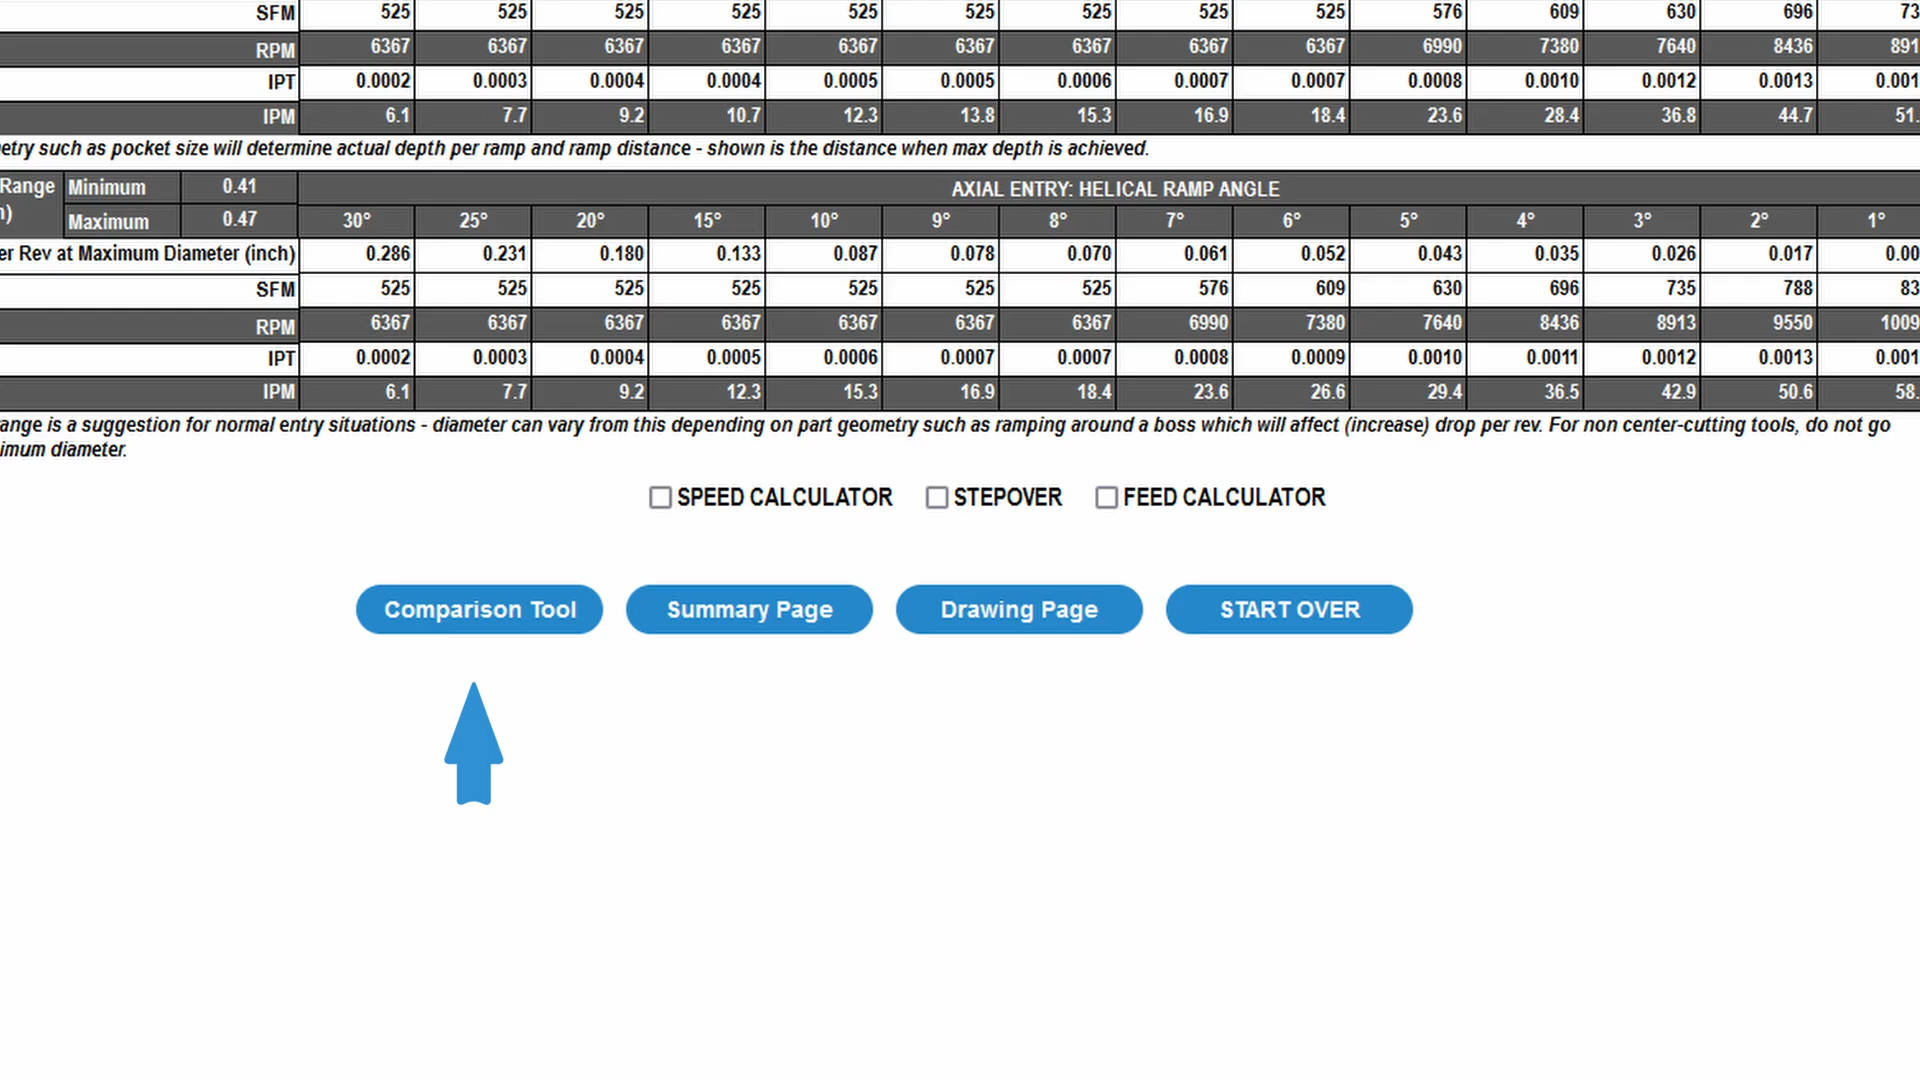 SFM 525 525 525 525 525 525 525 525 525 576 609 630 696 73
RPM 6367 6367 6367 6367 6367 6367 6367 6367 6367 6990 7380 7640 8436 891
IPT 0.0002 0.0003 0.0004 0.0004 0.0005 0.0005 0.0006 0.0007 0.0007 0.0008 0.0010 0.0012 0.0013 0.001
IPM 6.1 7.7 9.2 10.7 12.3 13.8 15.3 16.9 18.4 23.6 28.4 36.8 44.7 51.
etry such as pocket size will determine actual depth per ramp and ramp distance - shown is the distance when max depth is achieved.
Range Minimum 0.41 AXIAL ENTRY: HELICAL RAMP ANGLE
) Maximum 0.47 30° 25° 20° 15° 10° 9° 8° 7° 6° 5° 4° 3° 2° 1°
er Rev at Maximum Diameter (inch) 0.286 0.231 0.180 0.133 0.087 0.078 0.070 0.061 0.052 0.043 0.035 0.026 0.017 0.00
SFM 525 525 525 525 525 525 525 576 609 630 696 735 788 83
RPM 6367 6367 6367 6367 6367 6367 6367 6990 7380 7640 8436 8913 9550 1009
IPT 0.0002 0.0003 0.0004 0.0005 0.0006 0.0007 0.0007 0.0008 0.0009 0.0010 0.0011 0.0012 0.0013 0.001
IPM 6.1 7.7 9.2 12.3 15.3 16.9 18.4 23.6 26.6 29.4 36.5 42.9 50.6 58.
ange is a suggestion for normal entry situations - diameter can vary from this depending on part geometry such as ramping around a boss which will affect (increase) drop per rev. For non center-cutting tools, do not go
imum diameter.
SPEED CALCULATOR STEPOVER FEED CALCULATOR
Comparison Tool Summary Page Drawing Page START OVER